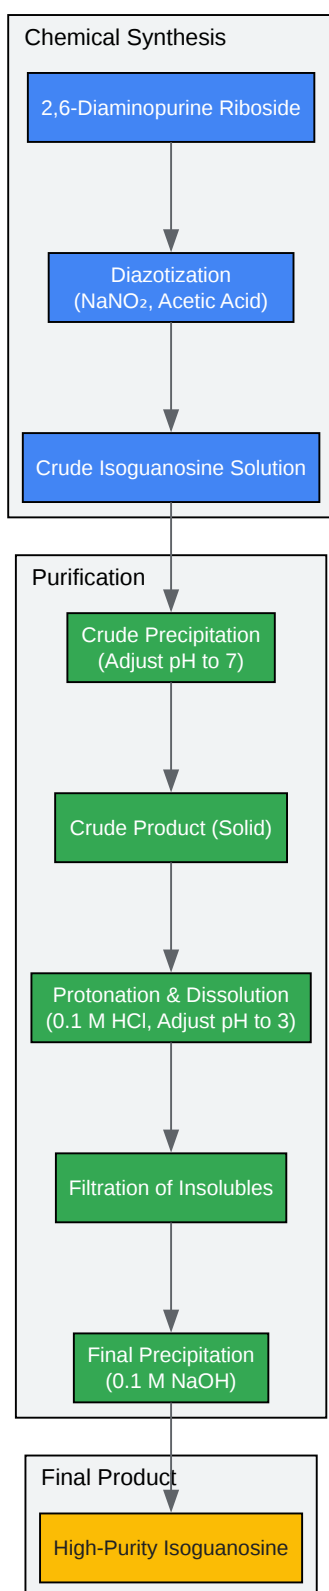 Chemical Synthesis
2,6-Diaminopurine Riboside
Diazotization
(NaNO₂, Acetic Acid)
Crude Isoguanosine Solution
Purification
Crude Precipitation
(Adjust pH to 7)
Crude Product (Solid)
Protonation & Dissolution
(0.1 M HCl, Adjust pH to 3)
Filtration of Insolubles
Final Precipitation
(0.1 M NaOH)
Final Product
High-Purity Isoguanosine